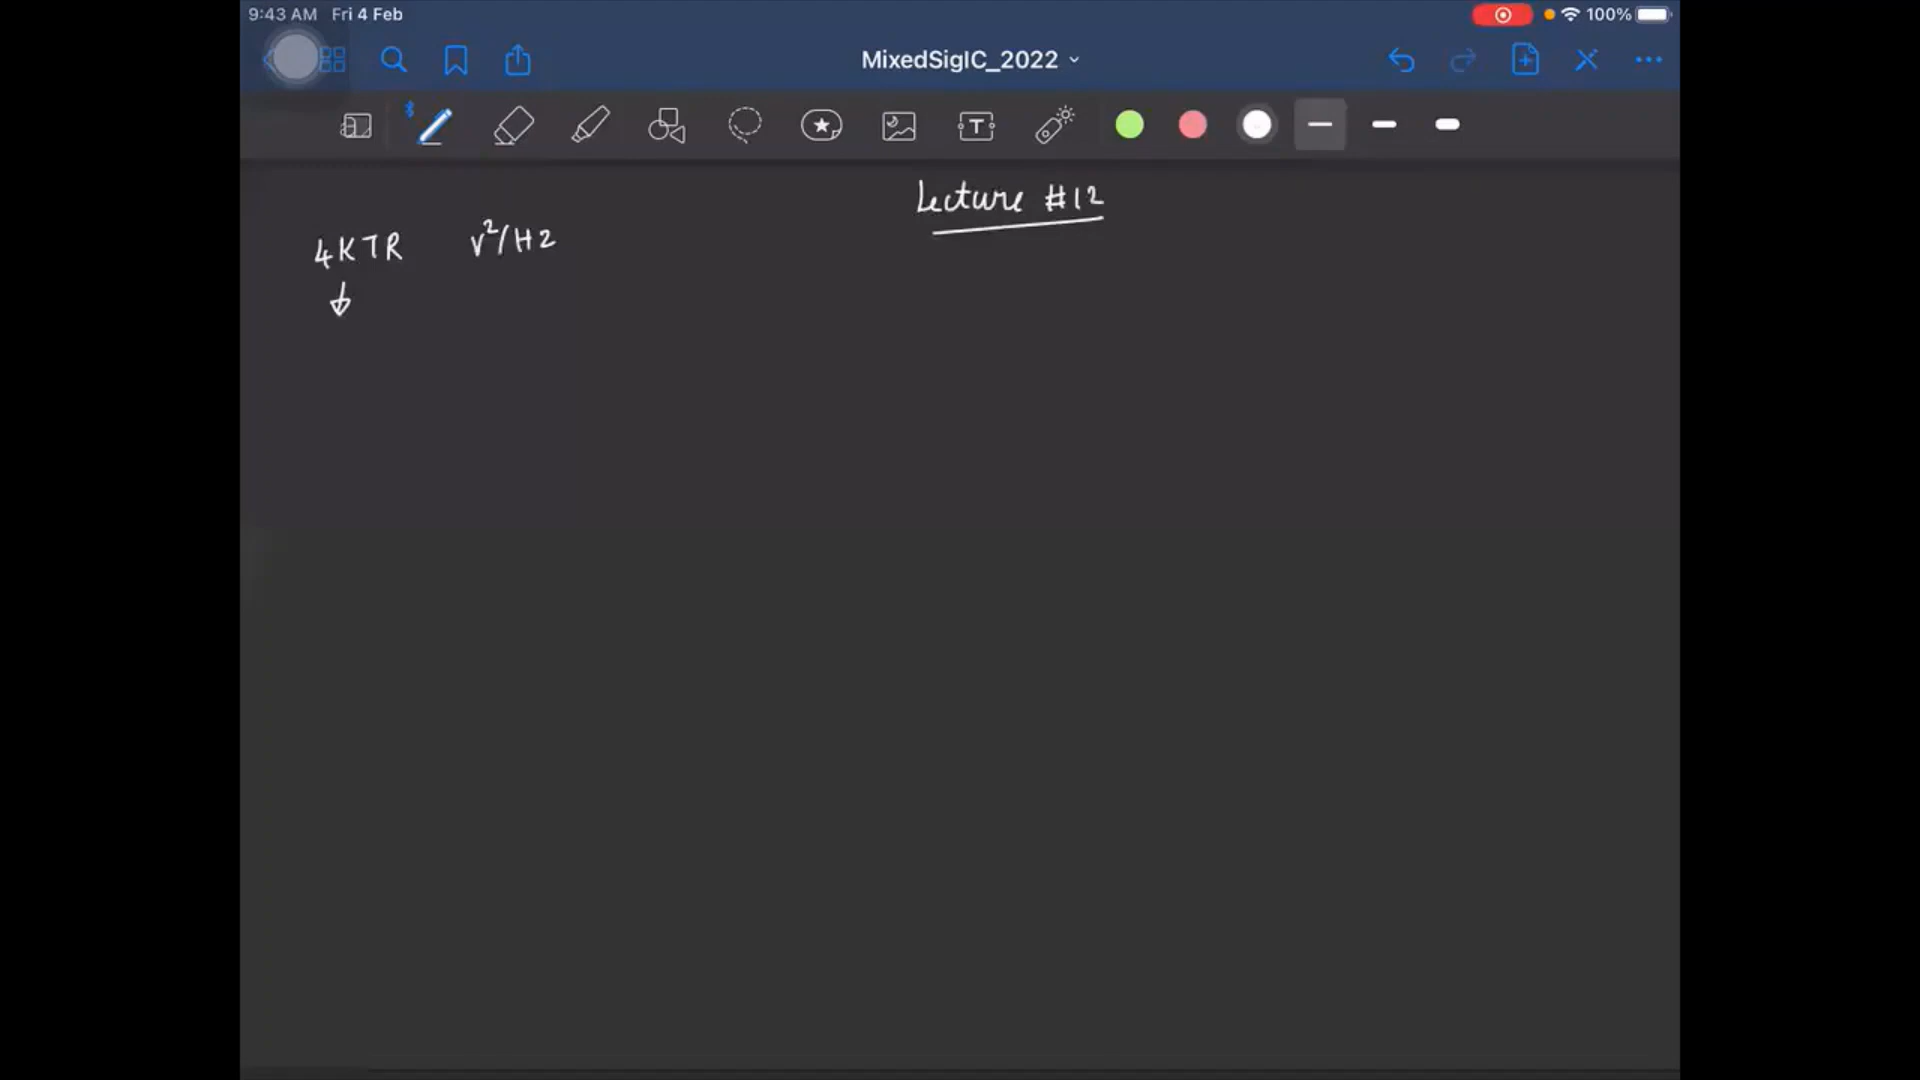 9:43 AM Fri 4 Feb
100%
MixedSigIC_2022
T
Lecture #12
4KTR V²/Hz